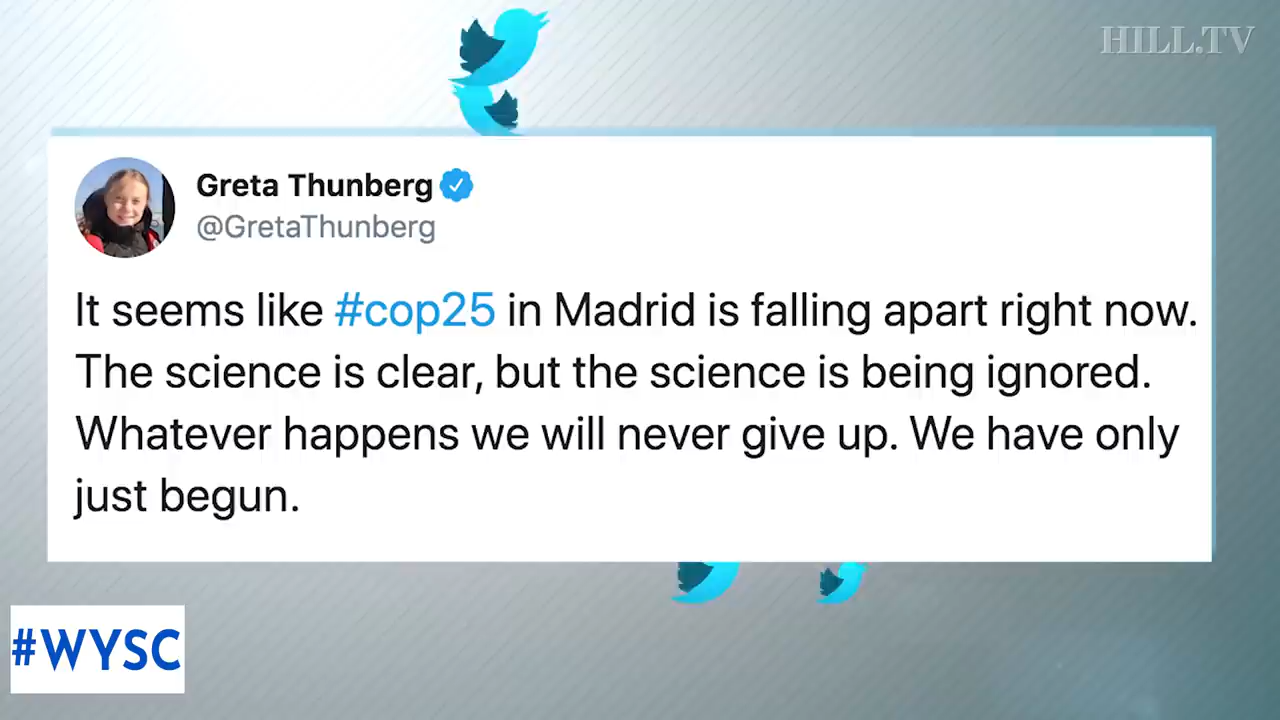 HILL.TV
Greta Thunberg
@GretaThunberg
It seems like #cop25 in Madrid is falling apart right now.
The science is clear, but the science is being ignored.
Whatever happens we will never give up. We have only
just begun.
#WYSC